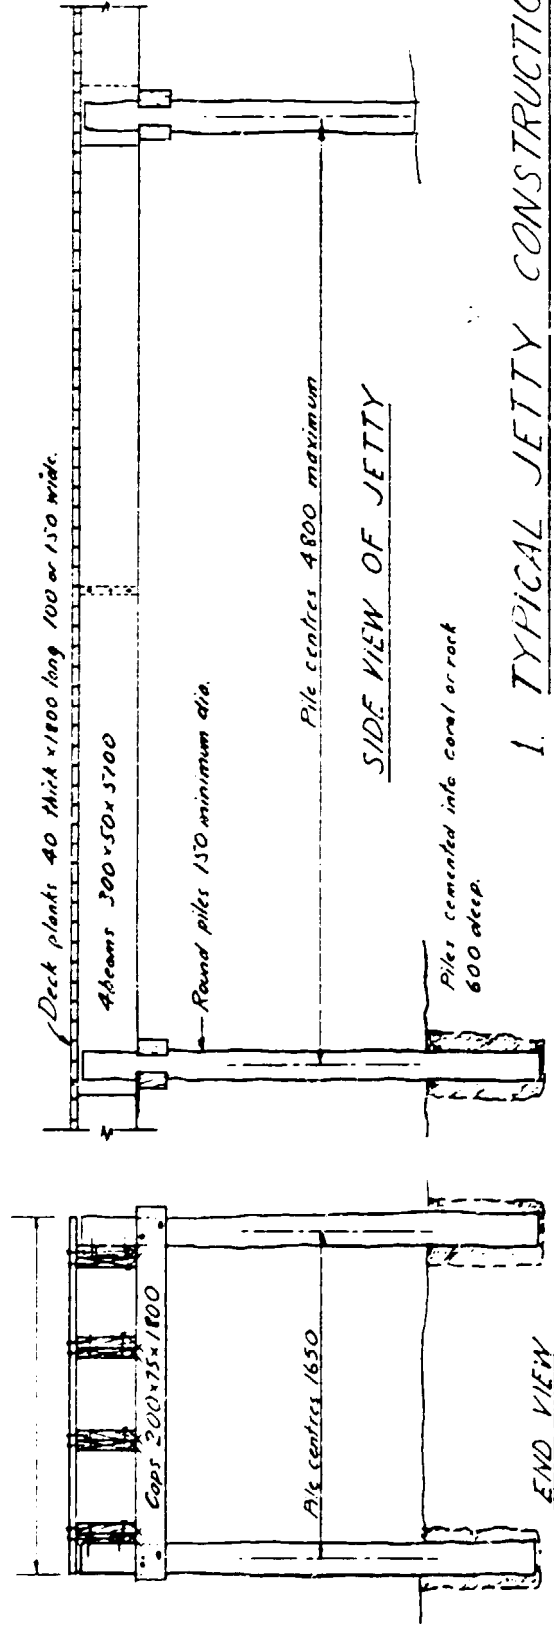 Deck planks 40 thick x 1800 long 100 or 150 wide.
4 beams 300 x 50 x 5100
Round piles 150 minimum dia.
Pile centres 4800 maximum
SIDE VIEW OF JETTY
Piles cemented into coral or rock
600 deep.
Caps 200 x 75 x 1800
Pile centres 1650
END VIEW
1. TYPICAL JETTY CONSTRUCTIO